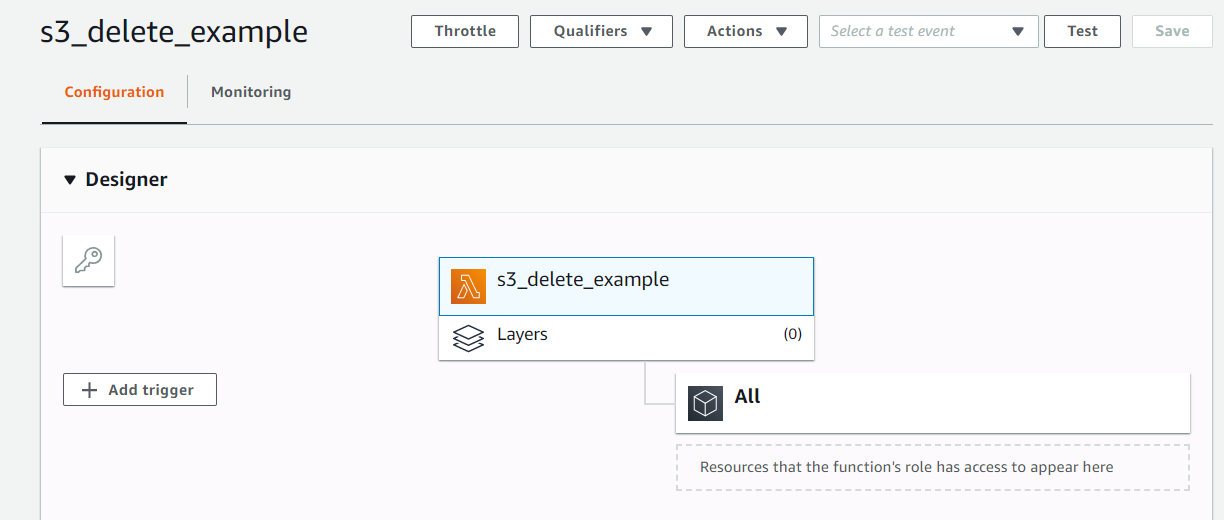 s3_delete_example
Throttle
Qualifiers
Actions
Select a test event
Test
Save
Configuration
Monitoring
Designer
s3_delete_example
Layers
(0)
Add trigger
All
Resources that the function's role has access to appear here